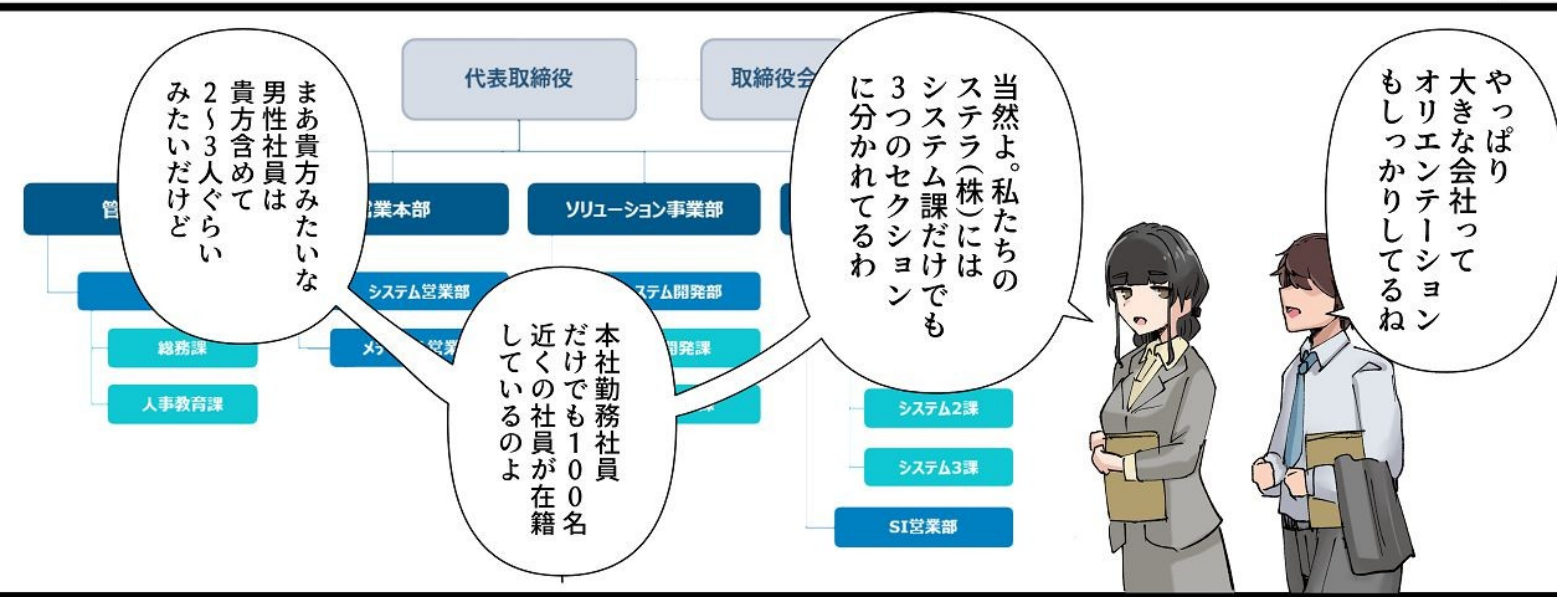 やっぱり
大きな会社って
オリエンテーション
もしっかりしてるね
当然よ。私たちの
ステラ(株)には
システム課だけでも
3つのセクション
に分かれてるわ
本社勤務社員
だけでも100名
近くの社員が在籍
しているのよ
まあ貴方みたいな
男性社員は
貴方含めて
2〜3人ぐらい
みたいだけど
代表取締役
取締役会
管
業本部
ソリューション事業部
システム営業部
テム開発部
総務課
人事教育課
発課
システム2課
システム3課
SI営業部